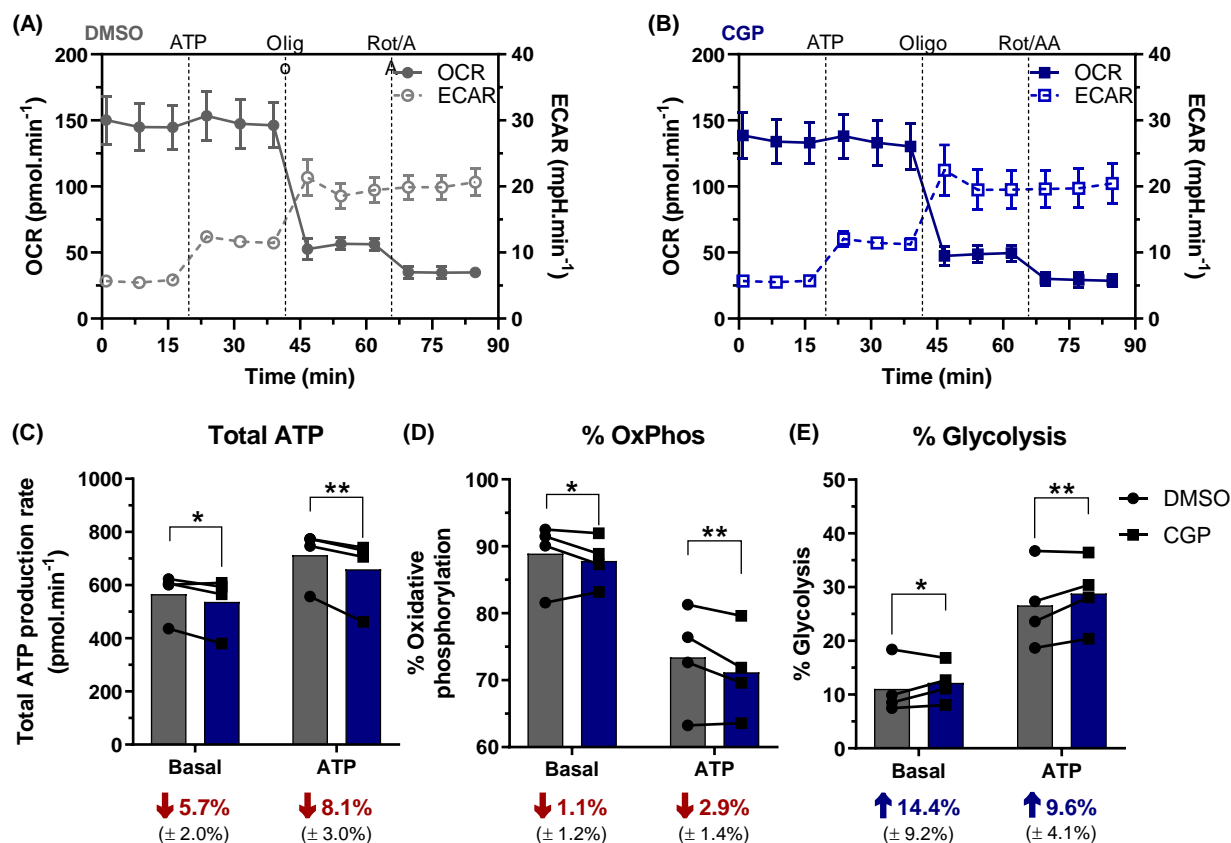 (A)
DMSO
ATP
Olig
o
Rot/A
A
OCR
ECAR
200
150
100
50
0
OCR (pmol.min⁻¹)
40
30
20
10
0
ECAR (mpH.min⁻¹)
0 15 30 45 60 75 90
Time (min)
(B)
CGP
ATP
Oligo
Rot/AA
OCR
ECAR
200
150
100
50
0
OCR (pmol.min⁻¹)
40
30
20
10
0
ECAR (mpH.min⁻¹)
0 15 30 45 60 75 90
Time (min)
(C)
Total ATP
1000
800
600
400
200
0
Total ATP production rate
(pmol.min⁻¹)
*
**
Basal ATP
5.7% 8.1%
(± 2.0%) (± 3.0%)
(D)
% OxPhos
100
90
80
70
60
% Oxidative
phosphorylation
*
**
Basal ATP
1.1% 2.9%
(± 1.2%) (± 1.4%)
(E)
% Glycolysis
50
40
30
20
10
0
% Glycolysis
*
**
DMSO
CGP
Basal ATP
14.4% 9.6%
(± 9.2%) (± 4.1%)